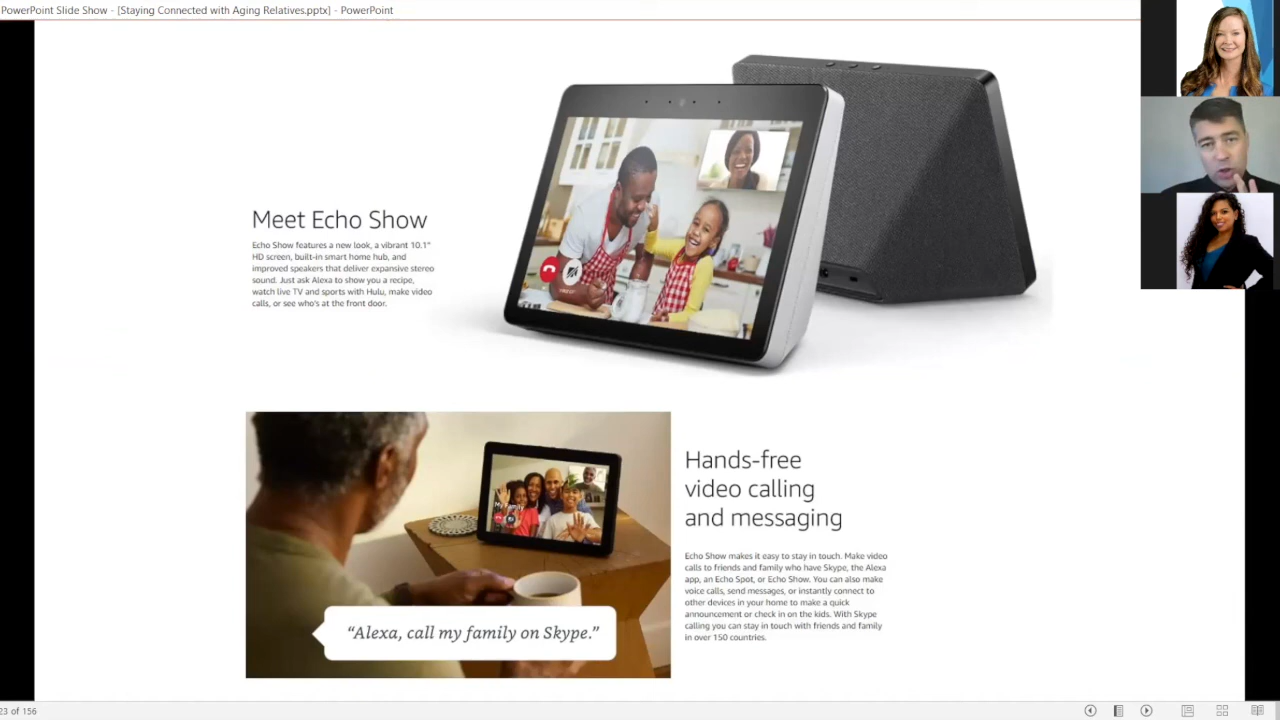 PowerPoint Slide Show - [Staying Connected with Aging Relatives.pptx] - PowerPoint
Meet Echo Show
Echo Show features a new look, a vibrant 10.1"
HD screen, built-in smart home hub, and
improved speakers that deliver expansive stereo
sound. Just ask Alexa to show you a recipe,
watch live TV and sports with Hulu, make video
calls, or see who's at the front door.
My Family
“Alexa, call my family on Skype.”
Hands-free
video calling
and messaging
Echo Show makes it easy to stay in touch. Make video
calls to friends and family who have Skype, the Alexa
app, an Echo Spot, or Echo Show. You can also make
voice calls, send messages, or instantly connect to
other devices in your home to make a quick
announcement or check in on the kids. With Skype
calling you can stay in touch with friends and family
in over 150 countries.
23 of 156